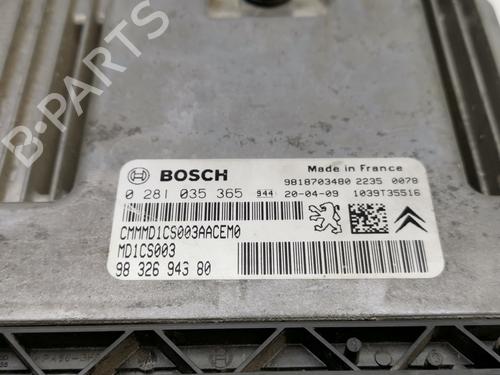 B-PARTS
BOSCH
Made in France
0 281 035 365 944
9818703480 2235 0078
20-04-09 1039T35516
CMMMD1CS003AACEM0
MD1CS003
98 326 943 80